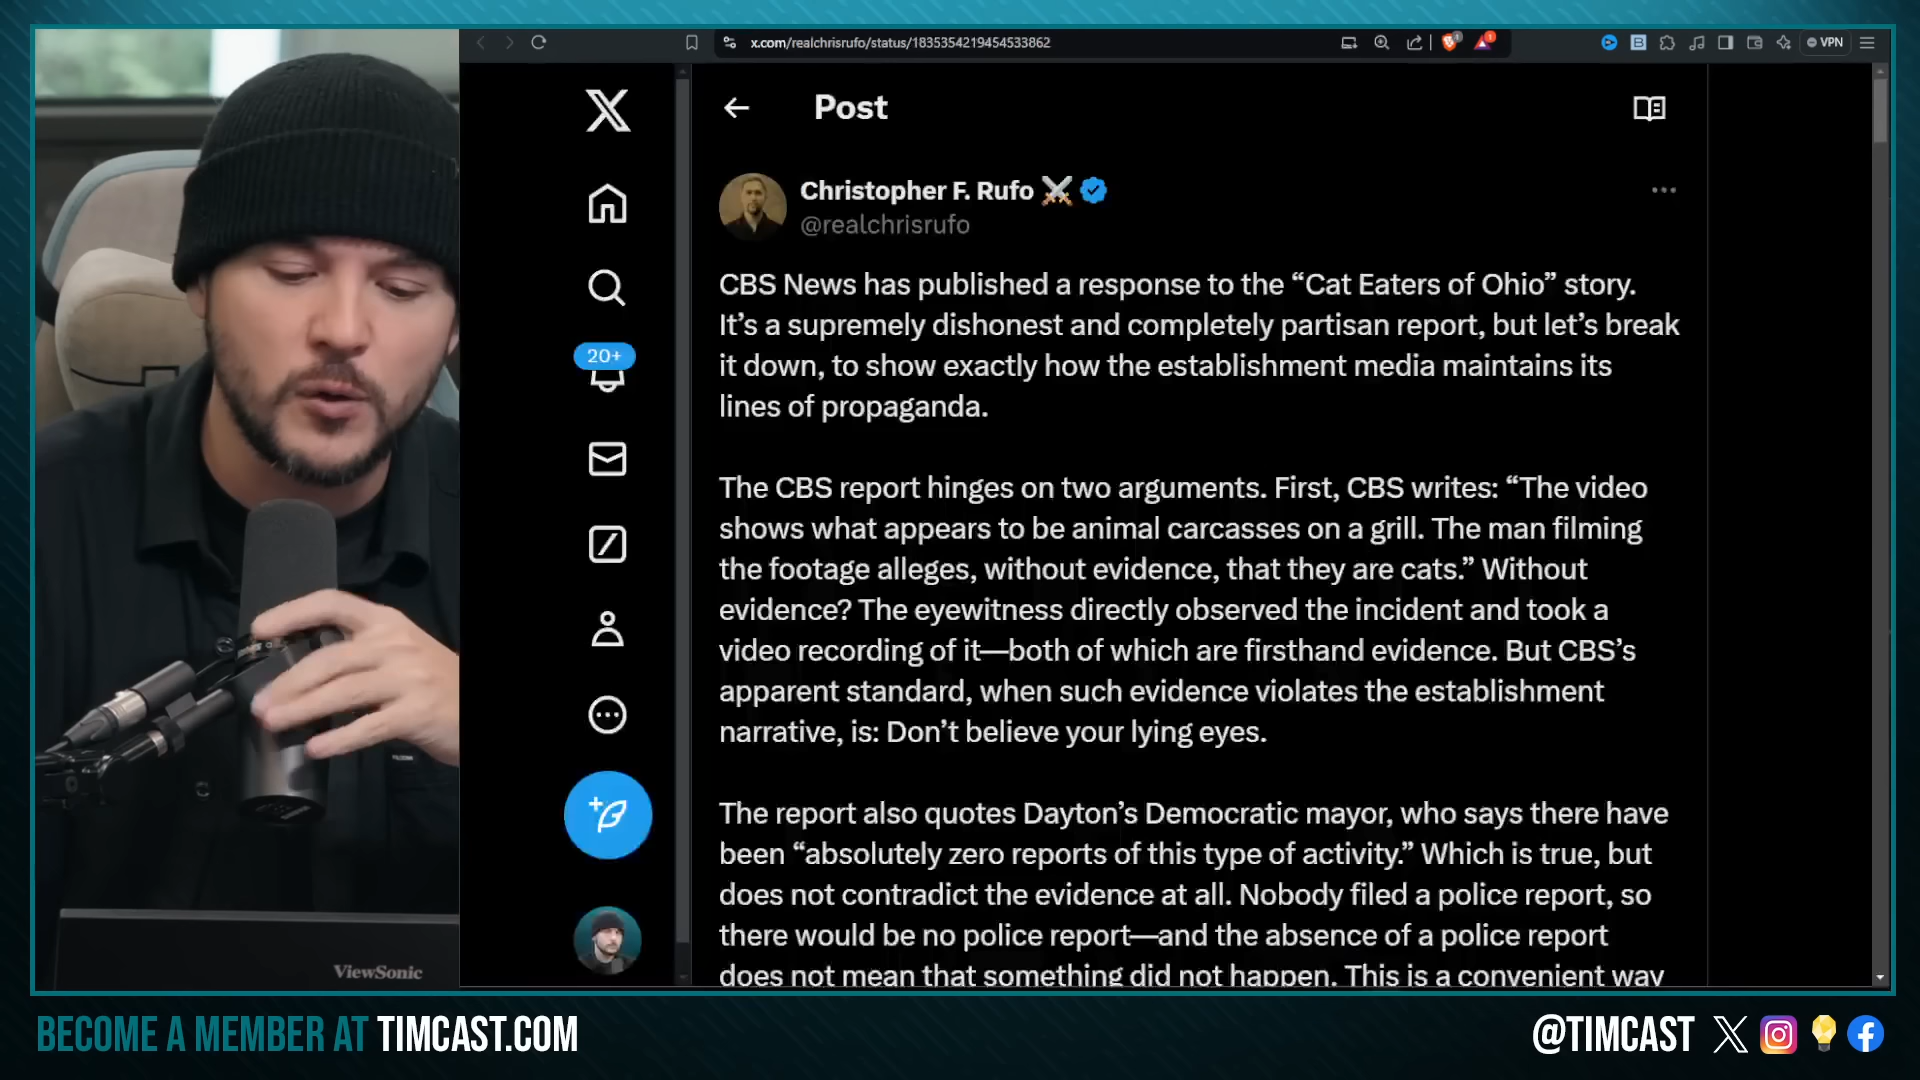 x.com/realchrisrufo/status/1835354219454533862
VPN
Post
Christopher F. Rufo
@realchrisrufo
20+
CBS News has published a response to the “Cat Eaters of Ohio” story.
It’s a supremely dishonest and completely partisan report, but let’s break
it down, to show exactly how the establishment media maintains its
lines of propaganda.
The CBS report hinges on two arguments. First, CBS writes: “The video
shows what appears to be animal carcasses on a grill. The man filming
the footage alleges, without evidence, that they are cats.” Without
evidence? The eyewitness directly observed the incident and took a
video recording of it—both of which are firsthand evidence. But CBS’s
apparent standard, when such evidence violates the establishment
narrative, is: Don’t believe your lying eyes.
The report also quotes Dayton’s Democratic mayor, who says there have
been “absolutely zero reports of this type of activity.” Which is true, but
does not contradict the evidence at all. Nobody filed a police report, so
there would be no police report—and the absence of a police report
does not mean that something did not happen. This is a convenient way
ViewSonic
BECOME A MEMBER AT TIMCAST.COM
@TIMCAST